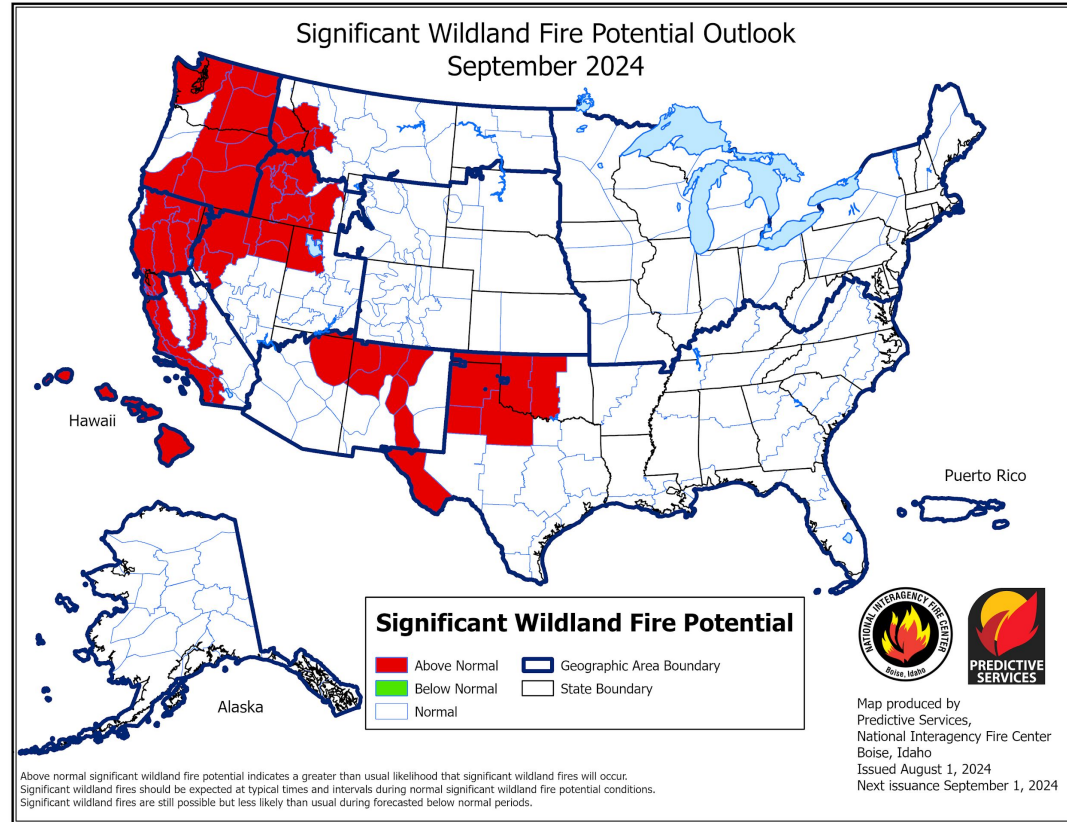 Significant Wildland Fire Potential Outlook
September 2024
Hawaii
Puerto Rico
Alaska
Significant Wildland Fire Potential
Above Normal
Below Normal
Normal
Geographic Area Boundary
State Boundary
NATIONAL INTERAGENCY FIRE CENTER
Boise, Idaho
PREDICTIVE
SERVICES
Map produced by
Predictive Services,
National Interagency Fire Center
Boise, Idaho
Issued August 1, 2024
Next issuance September 1, 2024
Above normal significant wildland fire potential indicates a greater than usual likelihood that significant wildland fires will occur.
Significant wildland fires should be expected at typical times and intervals during normal significant wildland fire potential conditions.
Significant wildland fires are still possible but less likely than usual during forecasted below normal periods.